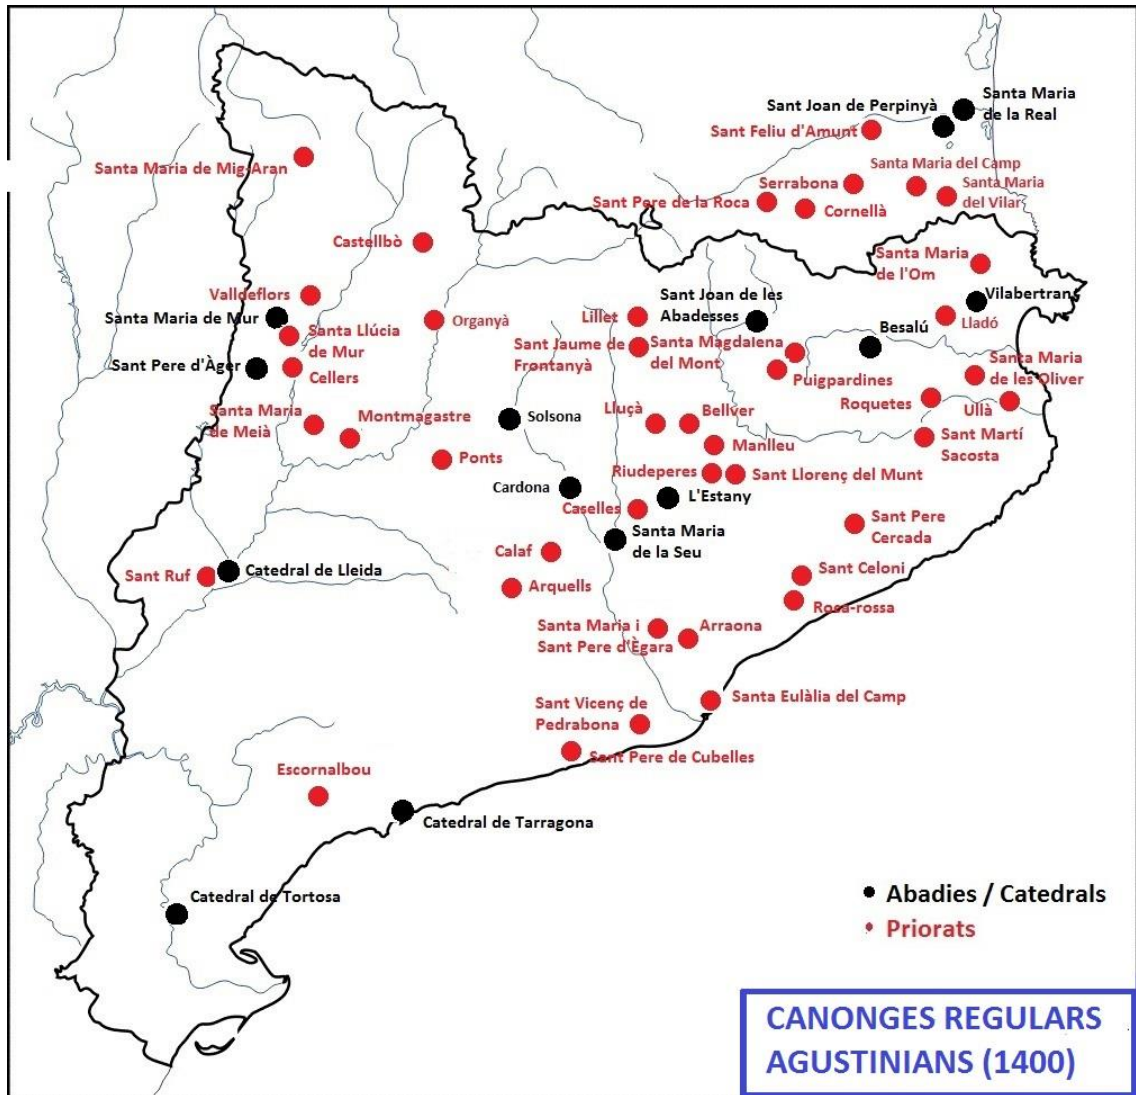 Santa Maria
de la Real
Sant Joan de Perpinyà
Sant Feliu d'Amunt
Santa Maria de Mig-Aran
Santa Maria del Camp
Serrabona
Santa Maria
del Vilar
Sant Pere de la Roca
Cornellà
Castellbò
Santa Maria
de l'Om
Valldeflors
Santa Maria de Mur
Organyà
Lillet
Sant Joan de les
Abadesses
Vilabertran
Lladó
Besalú
Santa Llúcia
de Mur
Sant Jaume de
Frontanyà
Santa Magdalena
del Mont
Sant Pere d'Àger
Cellers
Puigpardines
Santa Maria
de les Oliver
Roquetes
Ullà
Santa Maria
de Meià
Montmagastre
Solsona
Lluçà
Bellver
Manlleu
Sant Martí
Sacosta
Ponts
Riudeperes
Sant Llorenç del Munt
Cardona
L'Estany
Caselles
Sant Pere
Cercada
Santa Maria
de la Seu
Calaf
Sant Ruf
Catedral de Lleida
Arquells
Sant Celoni
Rosa-rossa
Santa Maria i
Sant Pere d'Ègara
Arraona
Santa Eulàlia del Camp
Sant Vicenç de
Pedrabona
Sant Pere de Cubelles
Escornalbou
Catedral de Tarragona
Catedral de Tortosa
Abadies / Catedrals
Priorats
CANONGES REGULARS
AGUSTINIANS (1400)